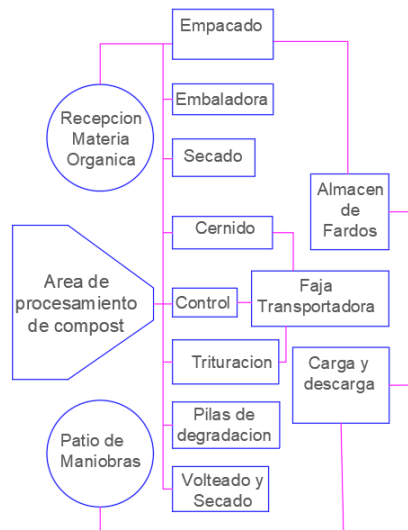 Empacado
Embaladora
Recepcion
Materia
Organica
Secado
Almacen
de
Fardos
Cernido
Area de
procesamiento
de compost
Control
Faja
Transportadora
Trituracion
Carga y
descarga
Pilas de
degradacion
Patio de
Maniobras
Volteado y
Secado